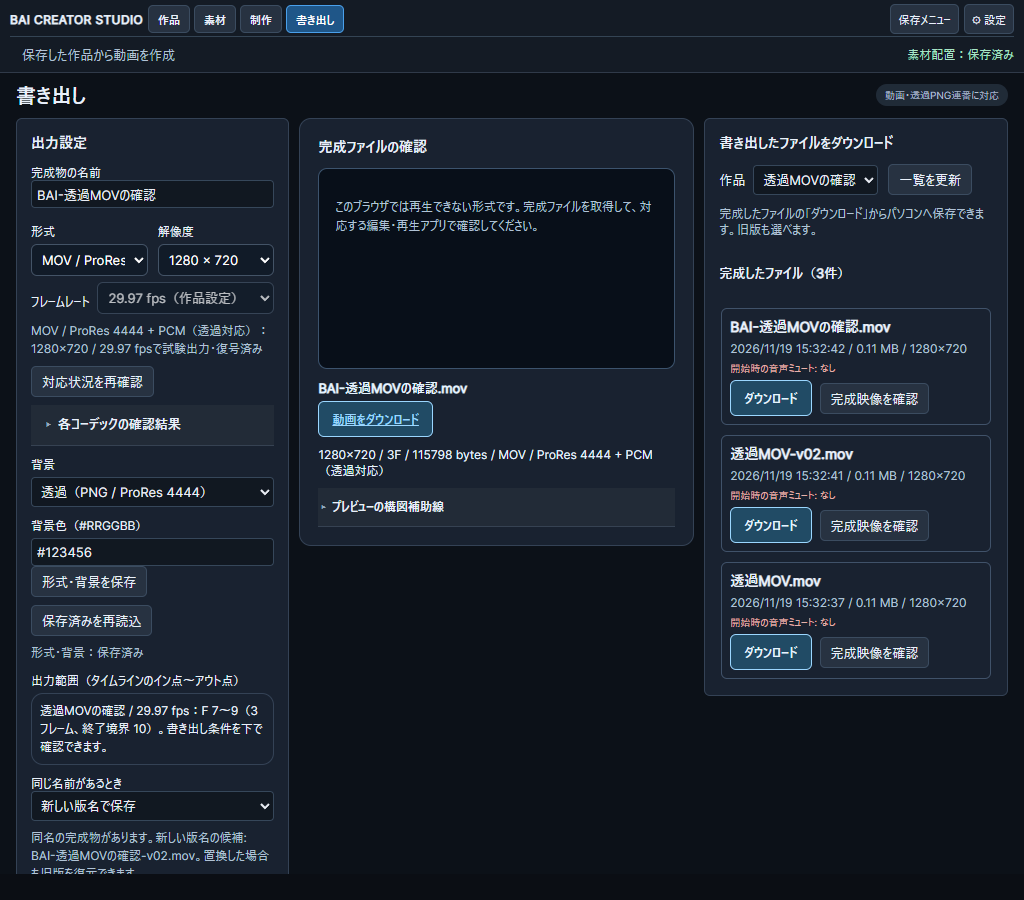 BAI CREATOR STUDIO 作品 素材 制作 書き出し 保存メニュー ⚙ 設定
保存した作品から動画を作成 素材配置：保存済み
書き出し 動画・透過PNG連番に対応
出力設定
完成物の名前
BAI-透過MOVの確認
形式 解像度
MOV / ProRes 1280 × 720
フレームレート 29.97 fps（作品設定）
MOV / ProRes 4444 + PCM（透過対応）：
1280×720 / 29.97 fpsで試験出力・復号済み
対応状況を再確認
▸ 各コーデックの確認結果
背景
透過（PNG / ProRes 4444）
背景色（#RRGGBB）
#123456
形式・背景を保存
保存済みを再読込
形式・背景：保存済み
出力範囲（タイムラインのイン点〜アウト点）
透過MOVの確認 / 29.97 fps：F 7〜9（3
フレーム、終了境界 10）。書き出し条件を下で
確認できます。
同じ名前があるとき
新しい版名で保存
同名の完成物があります。新しい版名の候補:
BAI-透過MOVの確認-v02.mov。置換した場合
も旧版を復元できます。
完成ファイルの確認
このブラウザでは再生できない形式です。完成ファイルを取得して、対
応する編集・再生アプリで確認してください。
BAI-透過MOVの確認.mov
動画をダウンロード
1280×720 / 3F / 115798 bytes / MOV / ProRes 4444 + PCM
（透過対応）
▸ プレビューの構図補助線
書き出したファイルをダウンロード
作品 透過MOVの確認 一覧を更新
完成したファイルの「ダウンロード」からパソコンへ保存できま
す。旧版も選べます。
完成したファイル（3件）
BAI-透過MOVの確認.mov
2026/11/19 15:32:42 / 0.11 MB / 1280×720
開始時の音声ミュート: なし
ダウンロード 完成映像を確認
透過MOV-v02.mov
2026/11/19 15:32:41 / 0.11 MB / 1280×720
開始時の音声ミュート: なし
ダウンロード 完成映像を確認
透過MOV.mov
2026/11/19 15:32:37 / 0.11 MB / 1280×720
開始時の音声ミュート: なし
ダウンロード 完成映像を確認